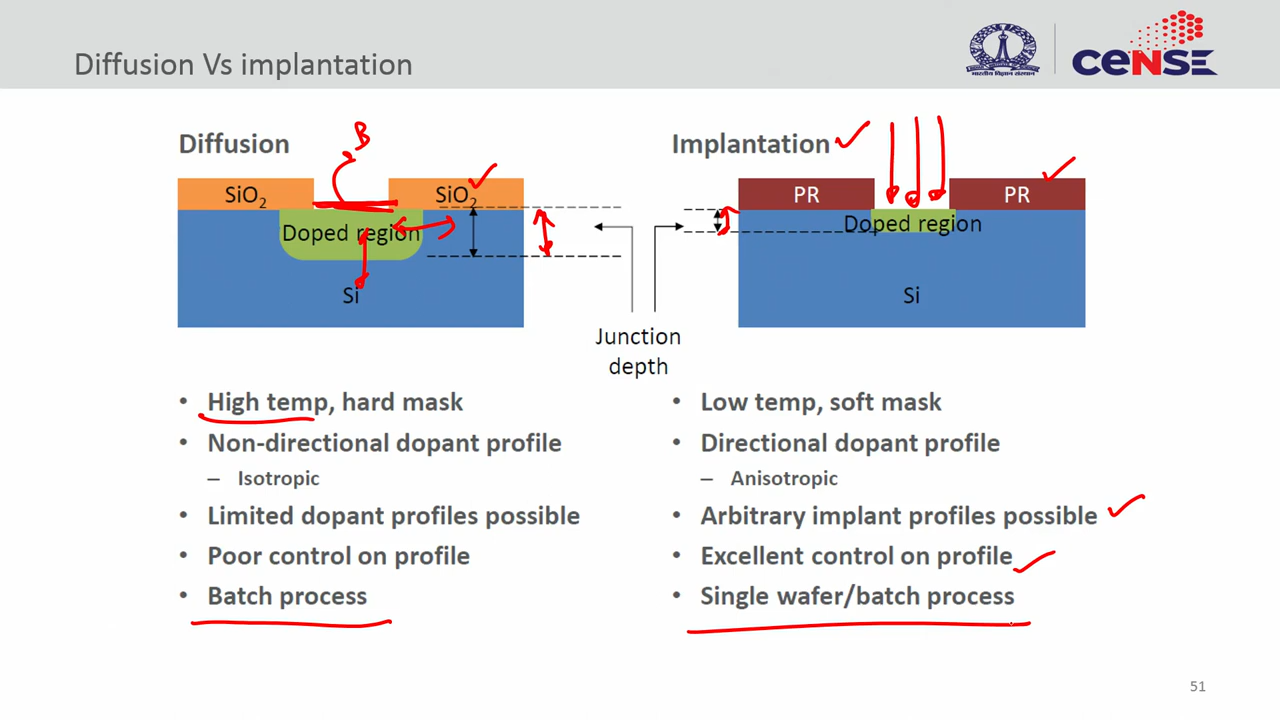 Diffusion Vs implantation
ceNSE
Diffusion
Implantation
B
SiO2
SiO2
PR
PR
Doped region
Doped region
Si
Si
Junction
depth
• High temp, hard mask
• Non-directional dopant profile
– Isotropic
• Limited dopant profiles possible
• Poor control on profile
• Batch process
• Low temp, soft mask
• Directional dopant profile
– Anisotropic
• Arbitrary implant profiles possible
• Excellent control on profile
• Single wafer/batch process
51